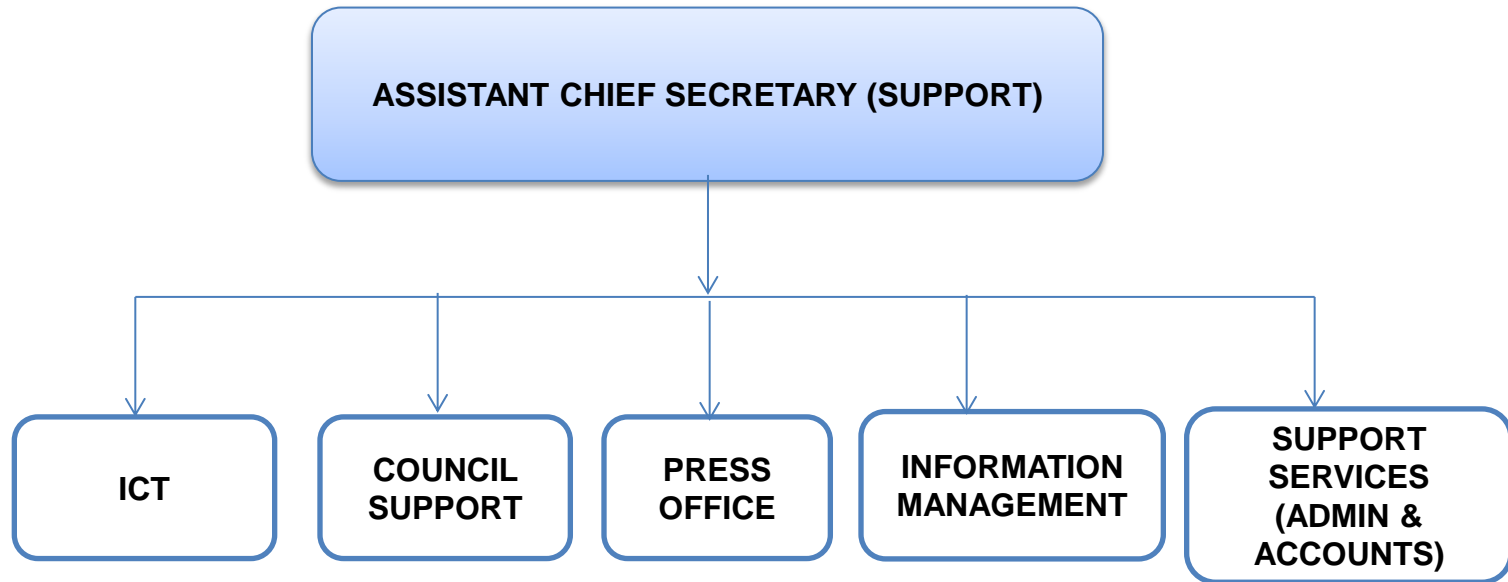 ASSISTANT CHIEF SECRETARY (SUPPORT)
ICT
COUNCIL
SUPPORT
PRESS
OFFICE
INFORMATION
MANAGEMENT
SUPPORT
SERVICES
(ADMIN &
ACCOUNTS)